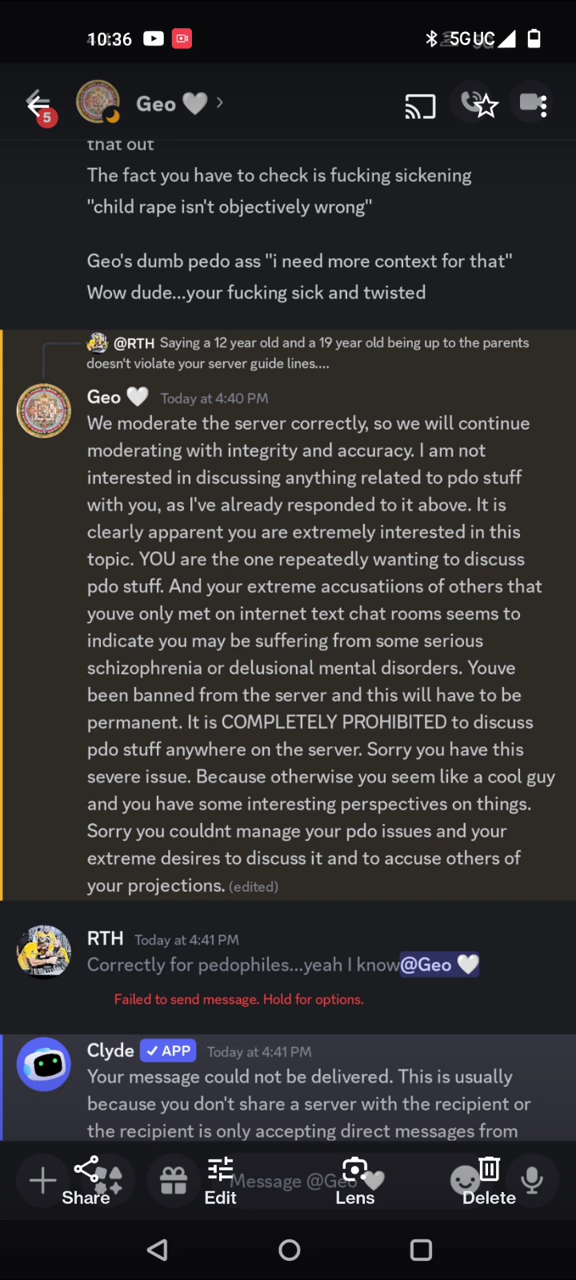 10:36
5GUC
5
Geo 🤍 ›
that out
The fact you have to check is fucking sickening
"child rape isn't objectively wrong"
Geo's dumb pedo ass "i need more context for that"
Wow dude...your fucking sick and twisted
@RTH Saying a 12 year old and a 19 year old being up to the parents
doesn't violate your server guide lines....
Geo 🤍 Today at 4:40 PM
We moderate the server correctly, so we will continue
moderating with integrity and accuracy. I am not
interested in discussing anything related to pdo stuff
with you, as I've already responded to it above. It is
clearly apparent you are extremely interested in this
topic. YOU are the one repeatedly wanting to discuss
pdo stuff. And your extreme accusatiions of others that
youve only met on internet text chat rooms seems to
indicate you may be suffering from some serious
schizophrenia or delusional mental disorders. Youve
been banned from the server and this will have to be
permanent. It is COMPLETELY PROHIBITED to discuss
pdo stuff anywhere on the server. Sorry you have this
severe issue. Because otherwise you seem like a cool guy
and you have some interesting perspectives on things.
Sorry you couldnt manage your pdo issues and your
extreme desires to discuss it and to accuse others of
your projections. (edited)
RTH Today at 4:41 PM
Correctly for pedophiles...yeah I know@Geo 🤍
Failed to send message. Hold for options.
Clyde ✓ APP Today at 4:41 PM
Your message could not be delivered. This is usually
because you don't share a server with the recipient or
the recipient is only accepting direct messages from
Message @Geo 🤍
Share Edit Lens Delete